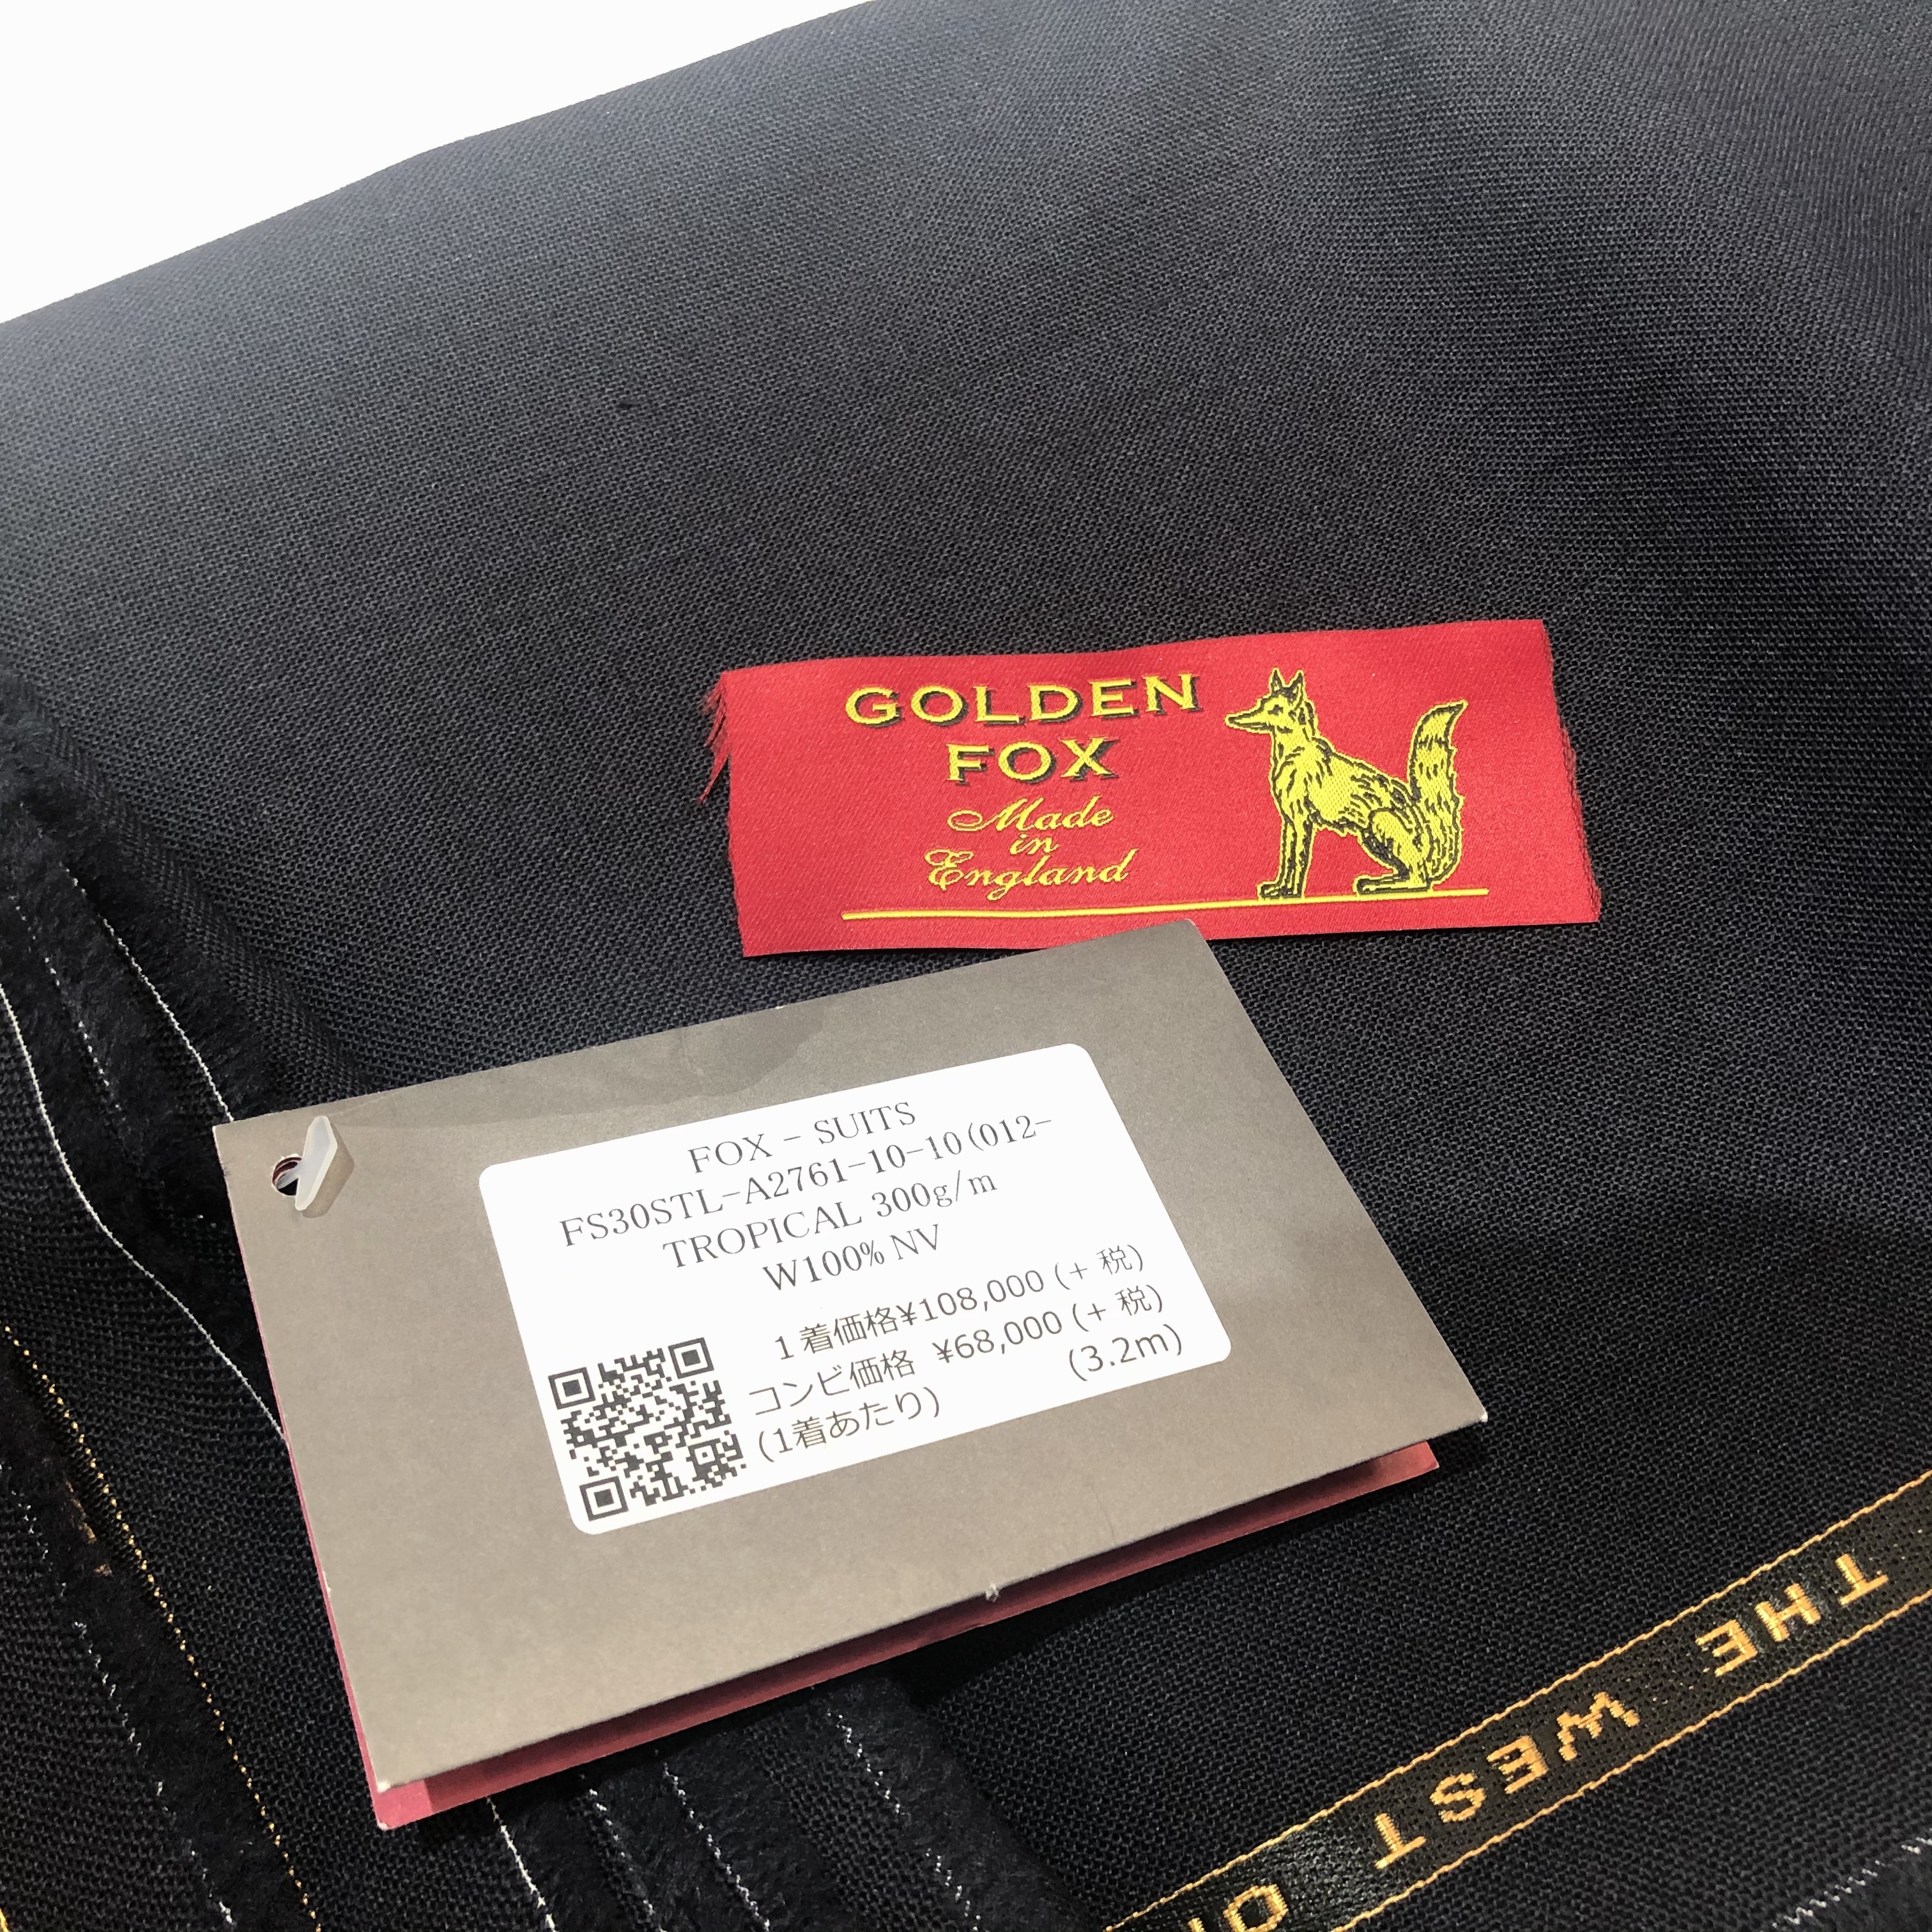 GOLDEN
FOX
Made
in
England
FOX - SUITS
FS30STL-A2761-10-10(012-
TROPICAL 300g/m
W100% NV
1着価格¥108,000(+ 税)
コンビ価格 ¥68,000(+ 税)
(1着あたり) (3.2m)
THE WEST